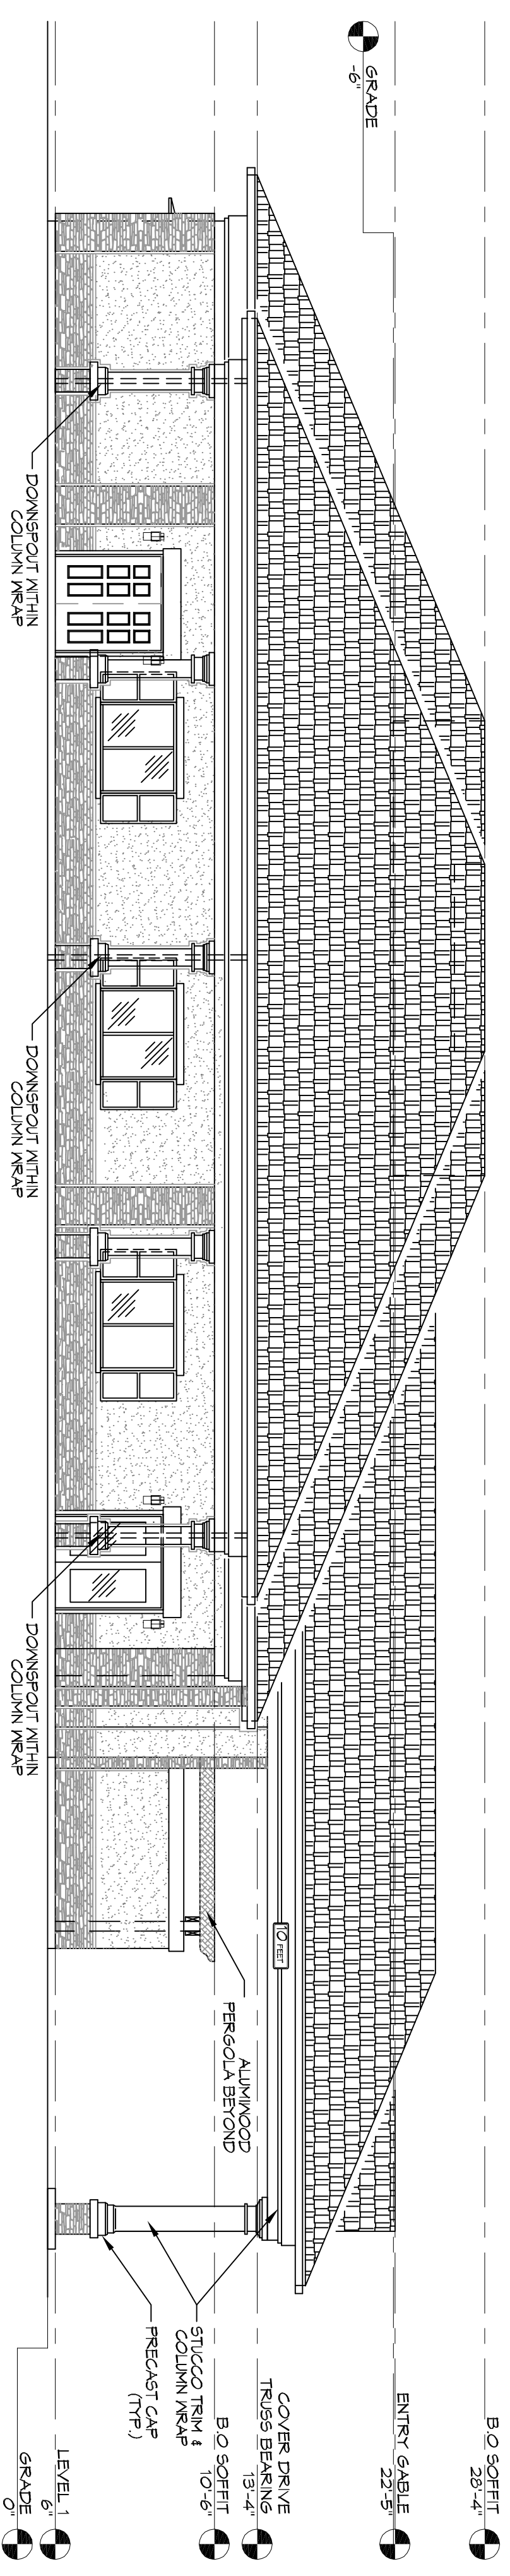 GRADE
-6"
B.O SOFFIT
28'-4"
ENTRY GABLE
22'-5"
COVER DRIVE
TRUSS BEARING
13'-4"
B.O SOFFIT
10'-6"
LEVEL 1
6"
GRADE
0"
10 FEET
ALUMIWOOD
PERGOLA BEYOND
STUCCO TRIM &
COLUMN WRAP
PRECAST CAP
(TYP.)
DOWNSPOUT WITHIN
COLUMN WRAP
DOWNSPOUT WITHIN
COLUMN WRAP
DOWNSPOUT WITHIN
COLUMN WRAP